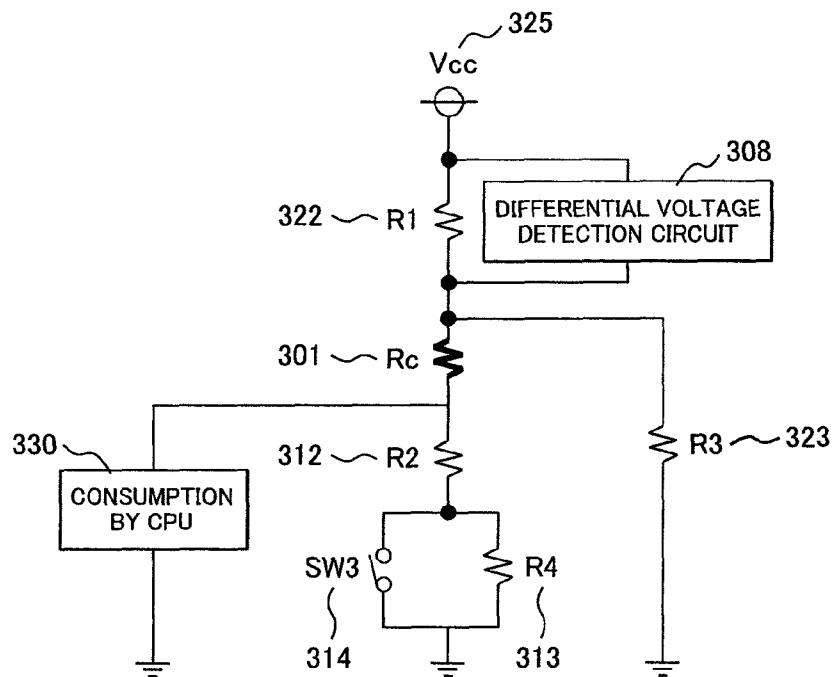 325
Vcc
308
322 R1
DIFFERENTIAL VOLTAGE
DETECTION CIRCUIT
301 Rc
330
312 R2
R3 323
CONSUMPTION
BY CPU
SW3
R4
314
313